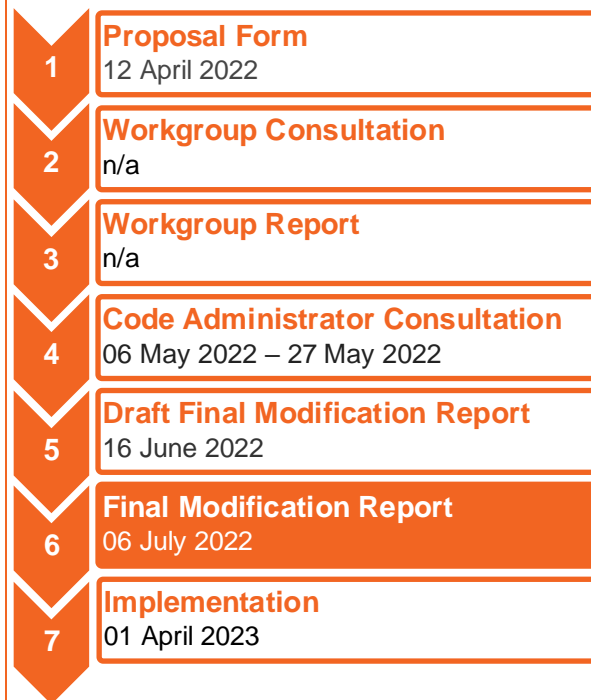 1
Proposal Form
12 April 2022
2
Workgroup Consultation
n/a
3
Workgroup Report
n/a
4
Code Administrator Consultation
06 May 2022 – 27 May 2022
5
Draft Final Modification Report
16 June 2022
6
Final Modification Report
06 July 2022
7
Implementation
01 April 2023